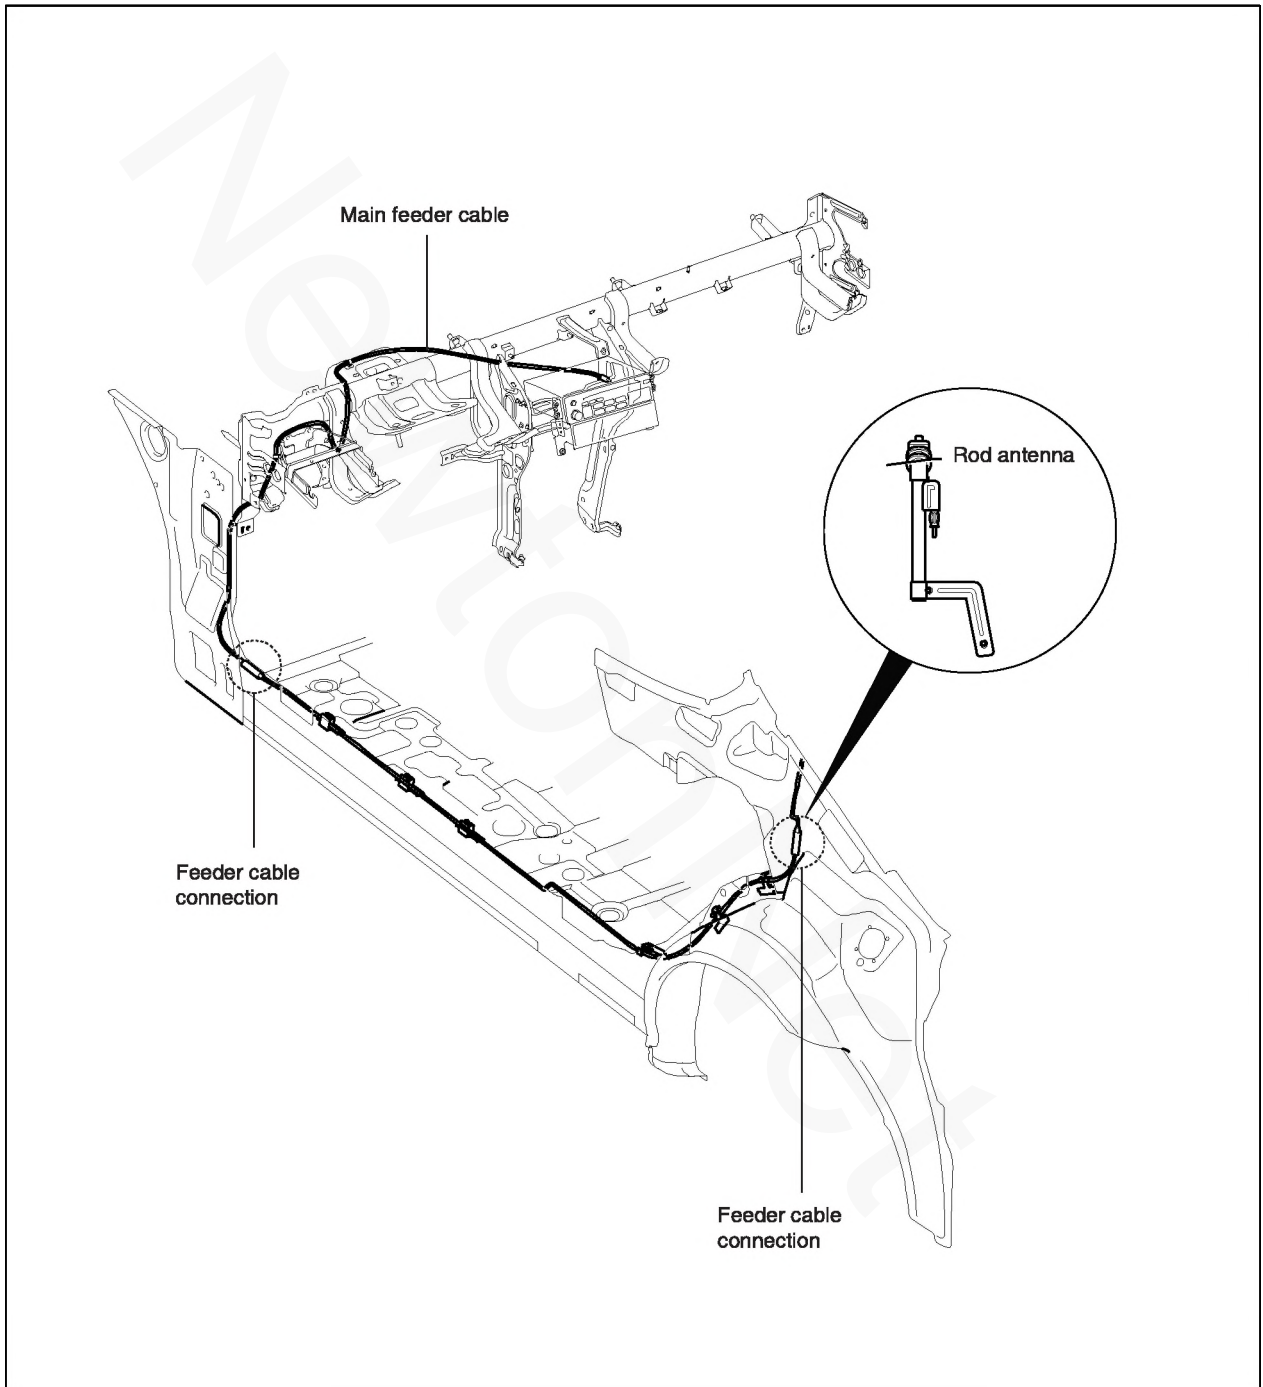 Main feeder cable
Rod antenna
Feeder cable
connection
Feeder cable
connection